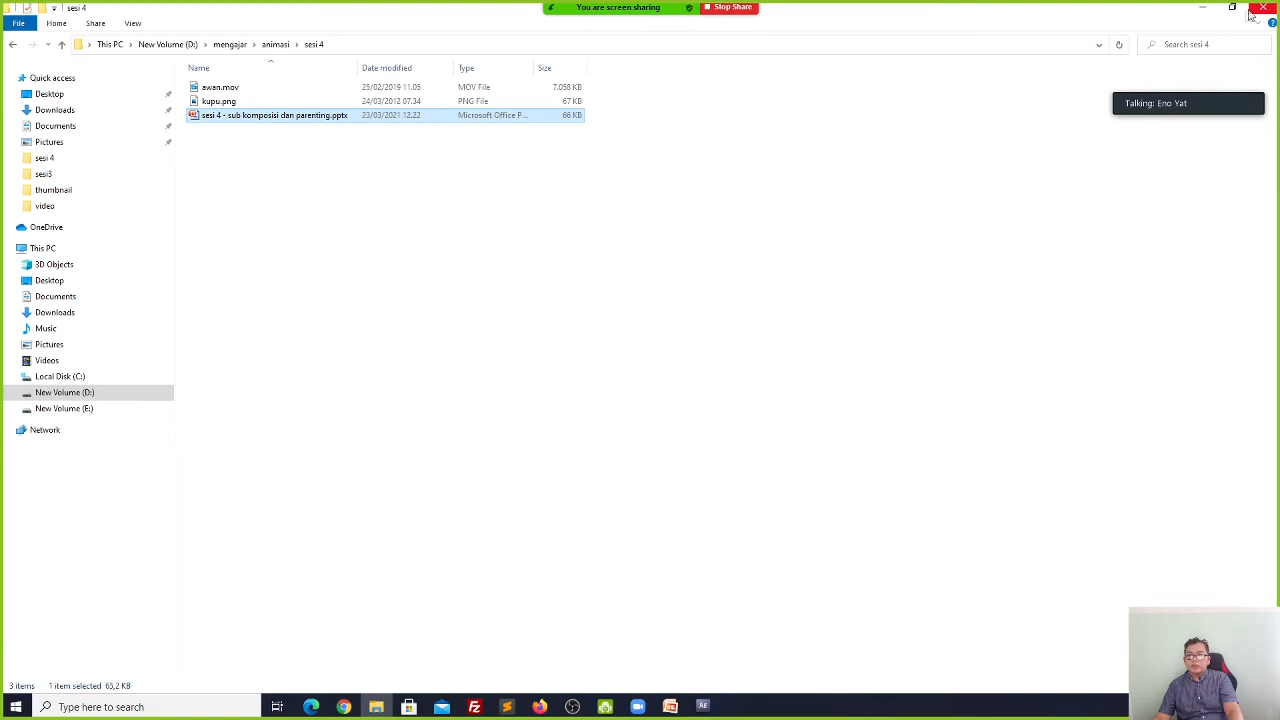 sesi 4
You are screen sharing
Stop Share
File Home Share View
This PC New Volume (D:) mengajar animasi sesi 4
Search sesi 4
Name Date modified Type Size
awan.mov 25/02/2019 11.05 MOV File 7.058 KB
kupu.png 24/03/2012 07.34 PNG File 67 KB
sesi 4 - sub komposisi dan parenting.pptx 23/03/2021 12.22 Microsoft Office P... 66 KB
Talking: Eno Yat
Quick access
Desktop
Downloads
Documents
Pictures
sesi 4
sesi3
thumbnail
video
OneDrive
This PC
3D Objects
Desktop
Documents
Downloads
Music
Pictures
Videos
Local Disk (C:)
New Volume (D:)
New Volume (E:)
Network
3 items 1 item selected 65,2 KB
Type here to search
Fz
Ae